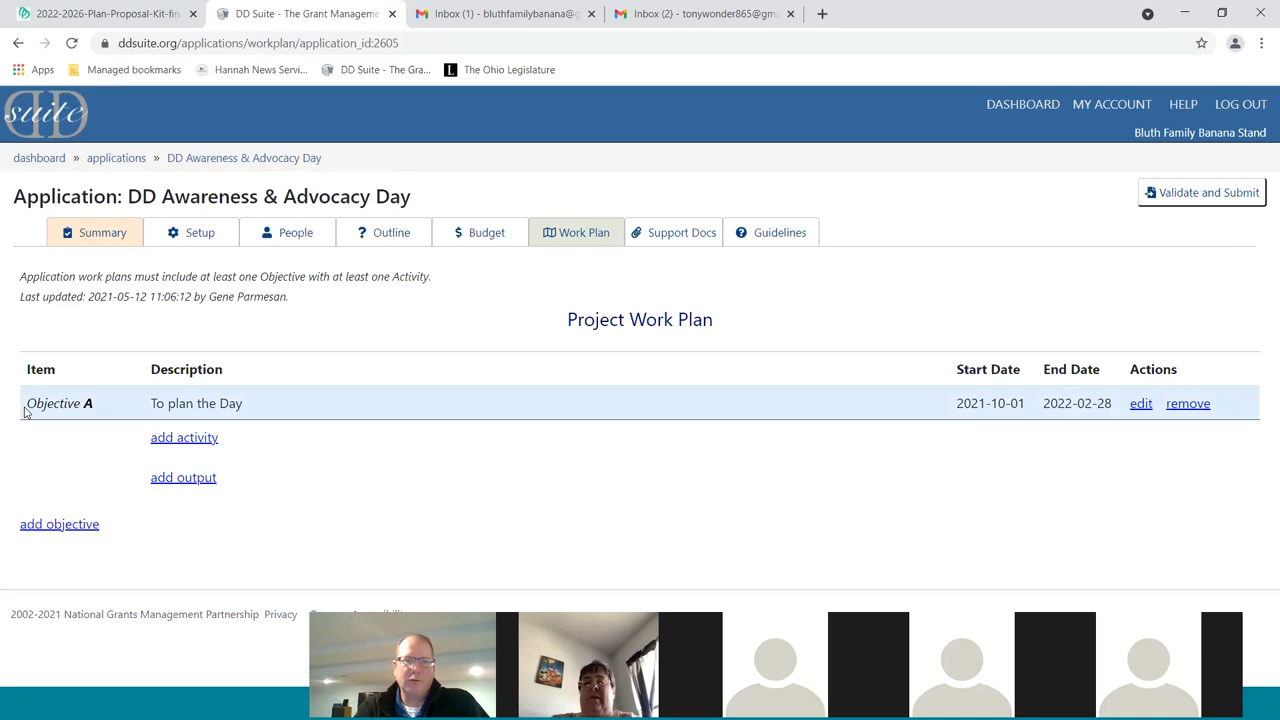 2022-2026-Plan-Proposal-Kit-fin
DD Suite - The Grant Manageme
Inbox (1) - bluthfamilybanana@g
Inbox (2) - tonywonder865@gm
ddsuite.org/applications/workplan/application_id:2605
Apps
Managed bookmarks
Hannah News Servi...
DD Suite - The Gra...
L The Ohio Legislature
DD suite
DASHBOARD MY ACCOUNT HELP LOG OUT
Bluth Family Banana Stand
dashboard » applications » DD Awareness & Advocacy Day
Application: DD Awareness & Advocacy Day
Validate and Submit
Summary
Setup
People
? Outline
$ Budget
Work Plan
Support Docs
Guidelines
Application work plans must include at least one Objective with at least one Activity.
Last updated: 2021-05-12 11:06:12 by Gene Parmesan.
Project Work Plan
Item Description Start Date End Date Actions
Objective A To plan the Day 2021-10-01 2022-02-28 edit remove
add activity
add output
add objective
2002-2021 National Grants Management Partnership Privacy